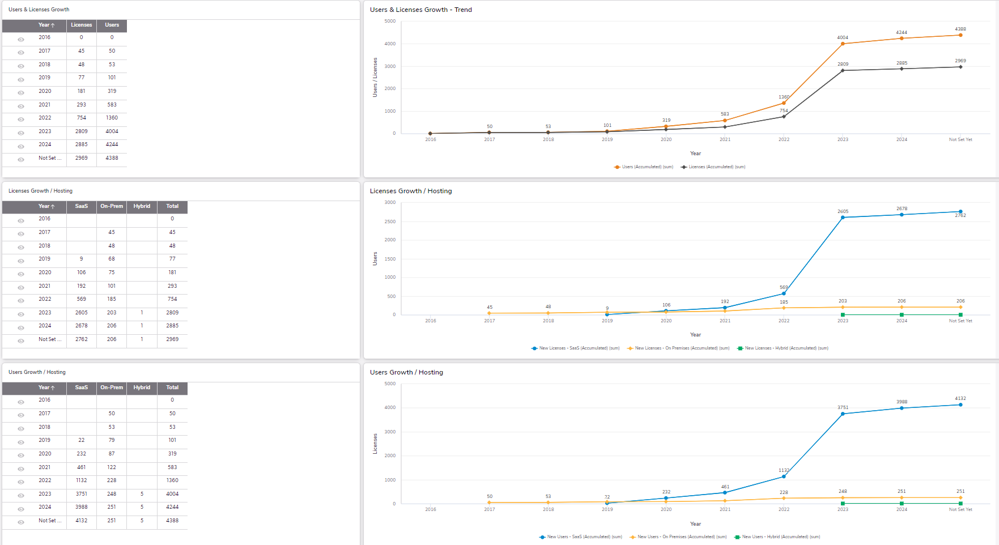 Users & Licenses Growth
Year ↑ Licenses Users
2016 0 0
2017 45 50
2018 48 53
2019 77 101
2020 181 319
2021 293 583
2022 754 1360
2023 2809 4004
2024 2885 4244
Not Set ... 2969 4388
Users & Licenses Growth - Trend
5000
4000
3000
2000
1000
0
Users / Licenses
50 53 101 319 583 1360 4004 4244 4388
754 2809 2885 2969
2016 2017 2018 2019 2020 2021 2022 2023 2024 Not Set Yet
Year
Users (Accumulated) (sum) Licenses (Accumulated) (sum)
Licenses Growth / Hosting
Year ↑ SaaS On-Prem Hybrid Total
2016 0
2017 45 45
2018 48 48
2019 9 68 77
2020 106 75 181
2021 192 101 293
2022 569 185 754
2023 2605 203 1 2809
2024 2678 206 1 2885
Not Set ... 2762 206 1 2969
Licenses Growth / Hosting
3000
2500
2000
1500
1000
500
0
Users
45 48 9 106 192 569 2605 2678 2762
185 203 206 206
2016 2017 2018 2019 2020 2021 2022 2023 2024 Not Set Yet
Year
New Licenses - SaaS (Accumulated) (sum) New Licenses - On Premises (Accumulated) (sum) New Licenses - Hybrid (Accumulated) (sum)
Users Growth / Hosting
Year ↑ SaaS On-Prem Hybrid Total
2016 0
2017 50 50
2018 53 53
2019 22 79 101
2020 232 87 319
2021 461 122 583
2022 1132 228 1360
2023 3751 248 5 4004
2024 3988 251 5 4244
Not Set ... 4132 251 5 4388
Users Growth / Hosting
5000
4000
3000
2000
1000
0
Licenses
50 53 22 232 461 1132 3751 3988 4132
228 248 251 251
2016 2017 2018 2019 2020 2021 2022 2023 2024 Not Set Yet
Year
New Users - SaaS (Accumulated) (sum) New Users - On Premises (Accumulated) (sum) New Users - Hybrid (Accumulated) (sum)